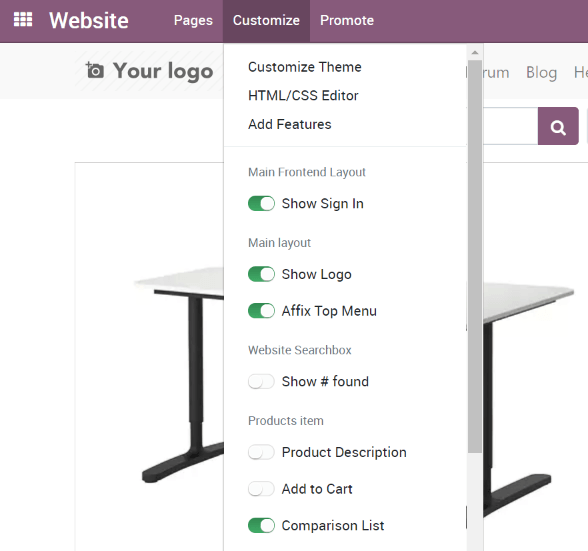 Website
Pages
Customize
Promote
Your logo
Customize Theme
HTML/CSS Editor
Add Features
Blog
Main Frontend Layout
Show Sign In
Main layout
Show Logo
Affix Top Menu
Website Searchbox
Show # found
Products item
Product Description
Add to Cart
Comparison List